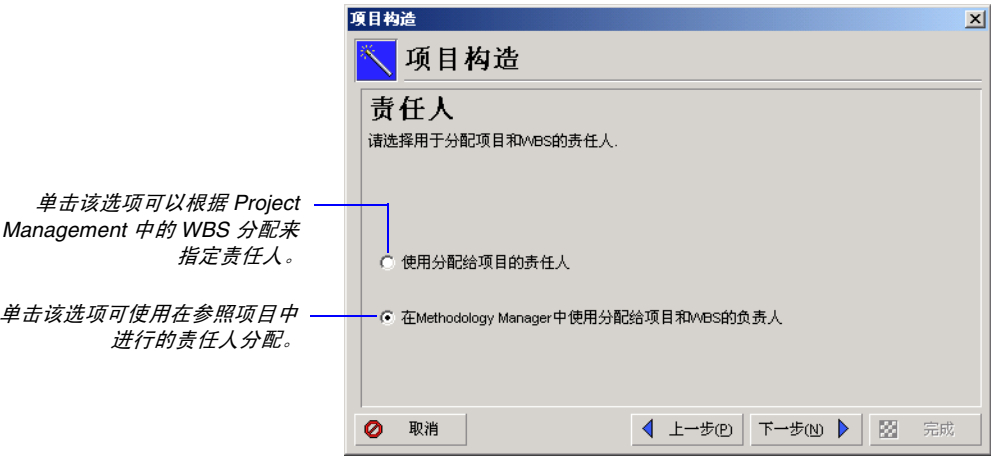 项目构造
项目构造
责任人
请选择用于分配项目和WBS的责任人.
单击该选项可以根据 Project
Management 中的 WBS 分配来
指定责任人。
使用分配给项目的责任人
单击该选项可使用在参照项目中
进行的责任人分配。
在Methodology Manager中使用分配给项目和WBS的负责人
取消
上一步(P)
下一步(N)
完成